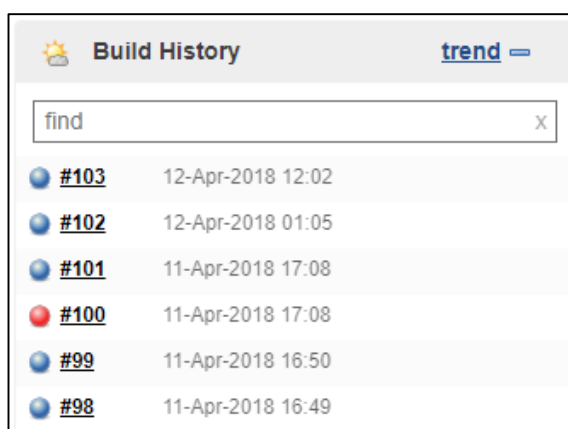 Build History trend
find x
#103 12-Apr-2018 12:02
#102 12-Apr-2018 01:05
#101 11-Apr-2018 17:08
#100 11-Apr-2018 17:08
#99 11-Apr-2018 16:50
#98 11-Apr-2018 16:49